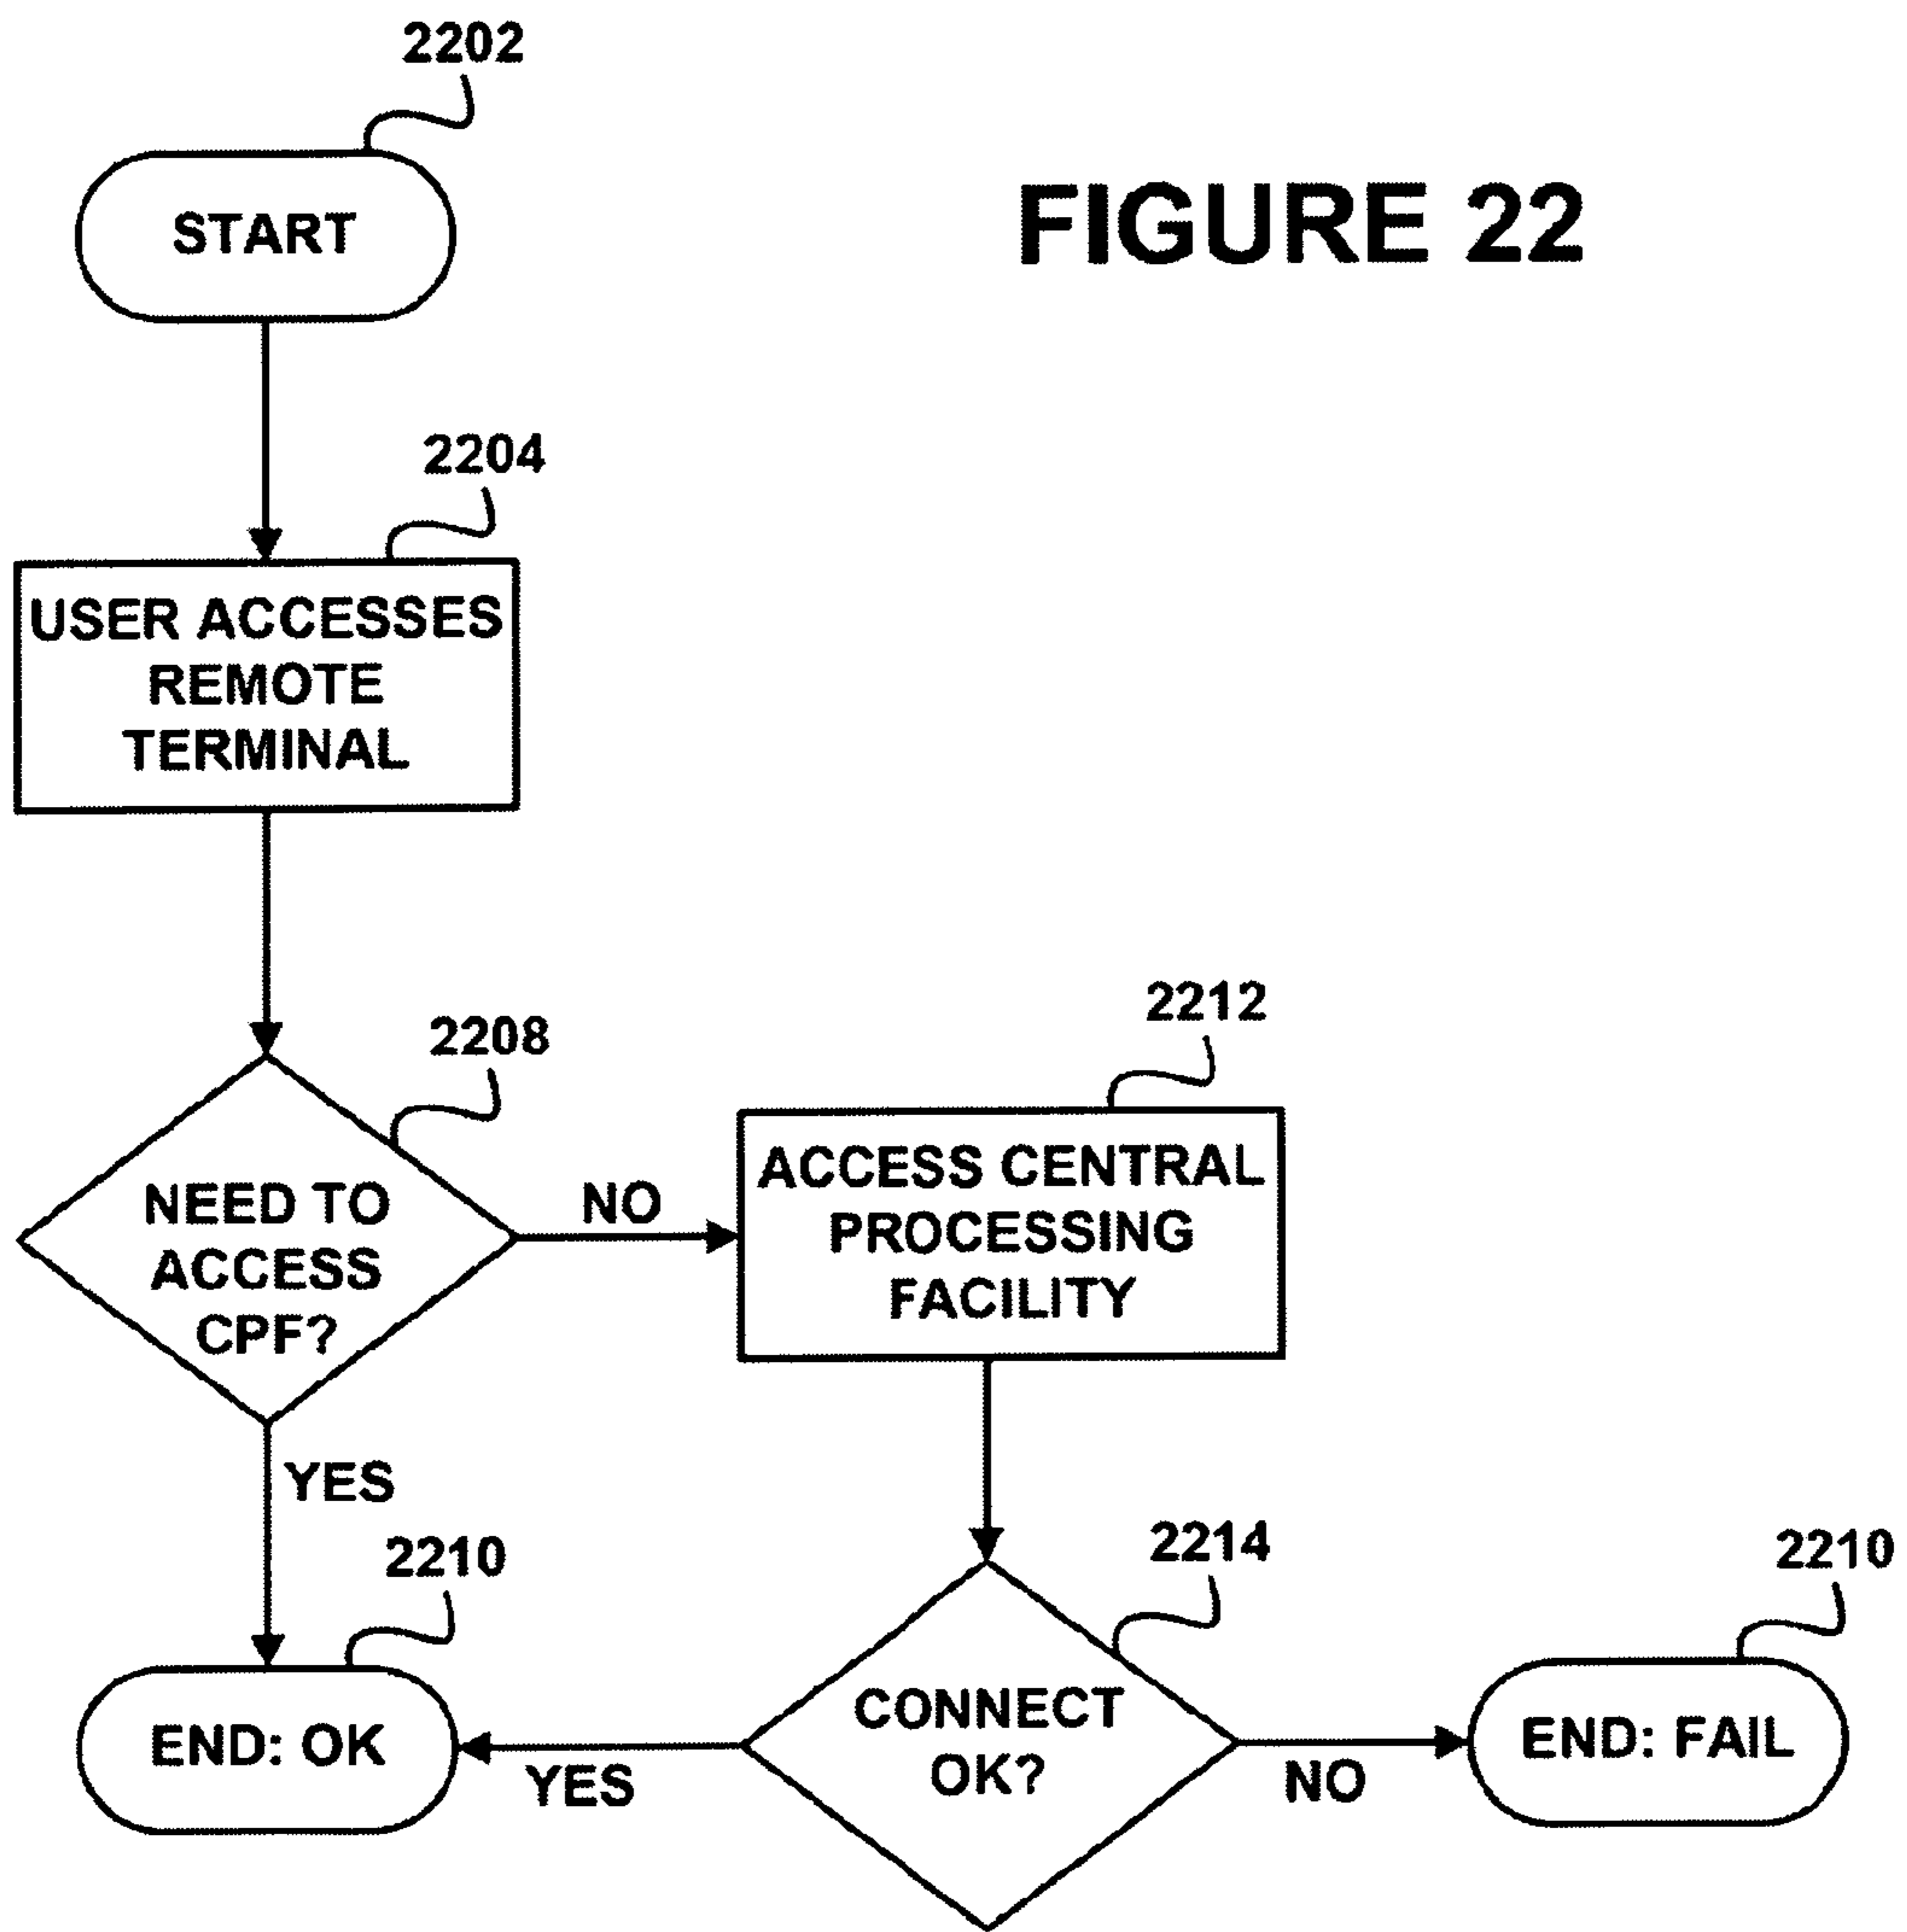 2202
START
FIGURE 22
2204
USER ACCESSES
REMOTE
TERMINAL
2208
NEED TO
ACCESS
CPF?
NO
YES
2212
ACCESS CENTRAL
PROCESSING
FACILITY
2210
END: OK
2214
CONNECT
OK?
YES
NO
2210
END: FAIL